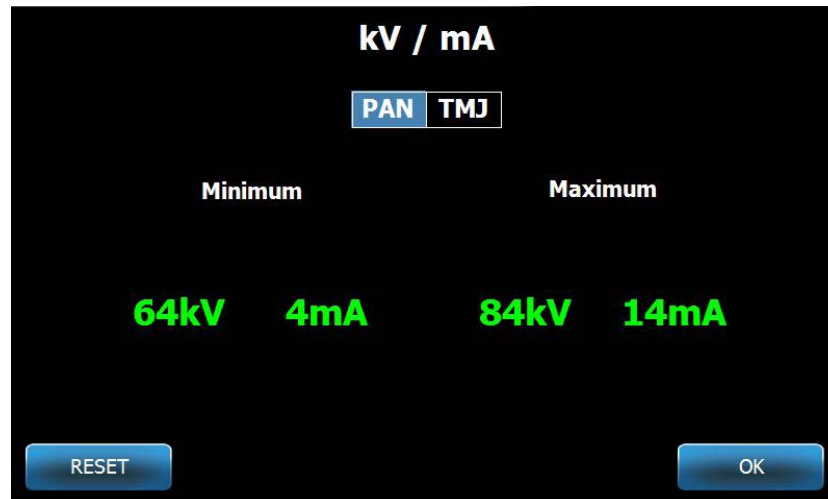 kV / mA
PAN TMJ
Minimum Maximum
64kV 4mA 84kV 14mA
RESET OK